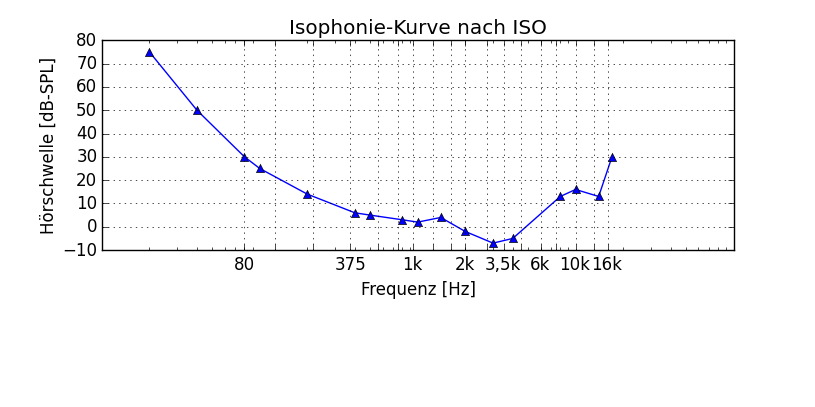 Isophonie-Kurve nach ISO
Hörschwelle [dB-SPL]
80
70
60
50
40
30
20
10
0
−10
80 375 1k 2k 3,5k 6k 10k 16k
Frequenz [Hz]